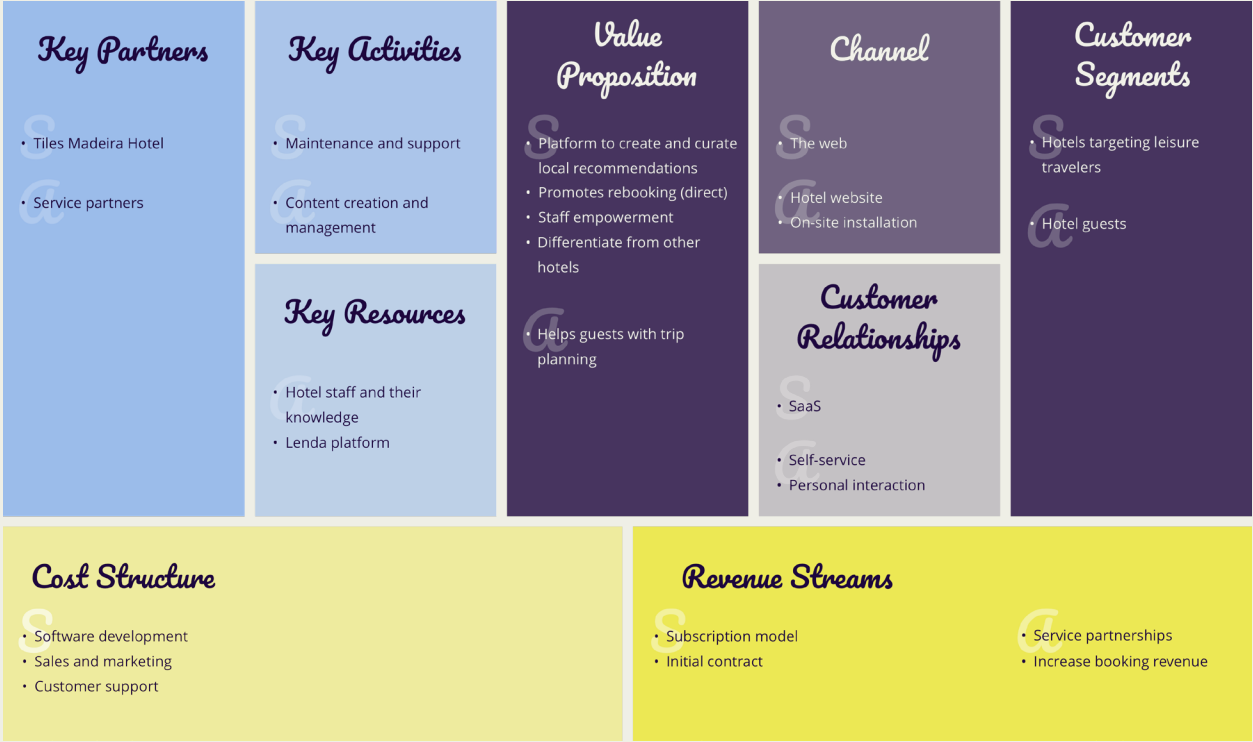 Key Partners
S
• Tiles Madeira Hotel
a
• Service partners
Key Activities
S
• Maintenance and support
a
• Content creation and
management
Key Resources
a
• Hotel staff and their
knowledge
• Lenda platform
Value
Proposition
S
• Platform to create and curate
local recommendations
• Promotes rebooking (direct)
• Staff empowerment
• Differentiate from other
hotels
a
• Helps guests with trip
planning
Channel
S
• The web
a
• Hotel website
• On-site installation
Customer
Relationships
S
• SaaS
a
• Self-service
• Personal interaction
Customer
Segments
S
• Hotels targeting leisure
travelers
a
• Hotel guests
Cost Structure
S
• Software development
• Sales and marketing
• Customer support
Revenue Streams
S
• Subscription model
• Initial contract
a
• Service partnerships
• Increase booking revenue